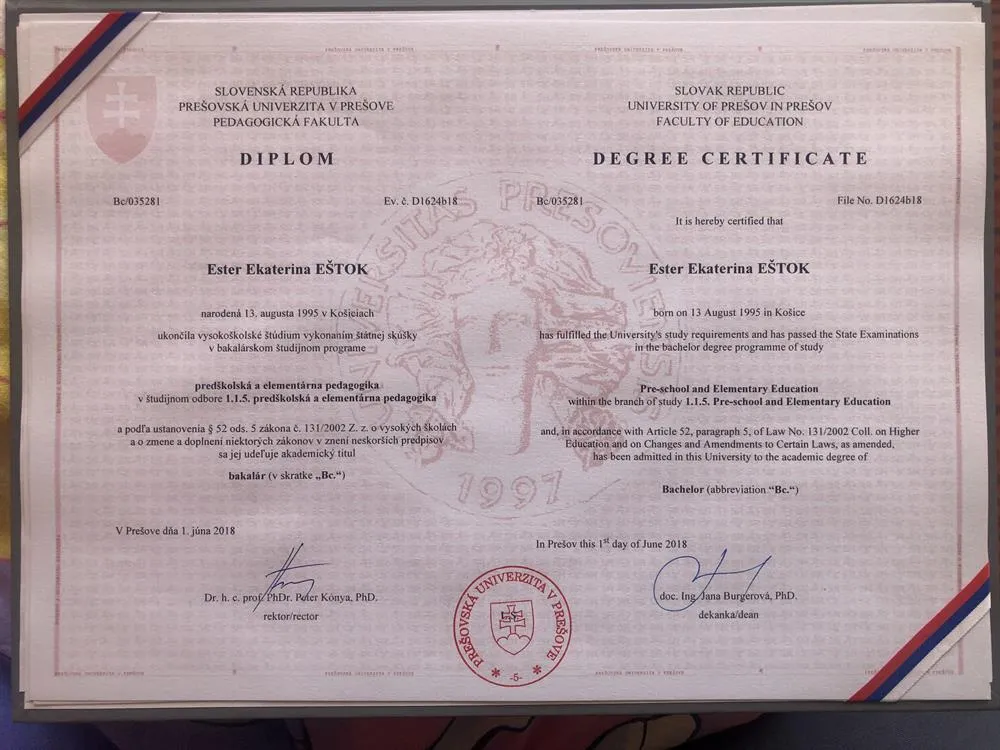 SLOVENSKÁ REPUBLIKA
PREŠOVSKÁ UNIVERZITA V PREŠOVE
PEDAGOGICKÁ FAKULTA
DIPLOM
Bc/035281
Ev. č. D1624b18
Ester Ekaterina EŠTOK
narodená 13. augusta 1995 v Košiciach
ukončila vysokoškolské štúdium vykonaním štátnej skúšky
v bakalárskom študijnom programe
predškolská a elementárna pedagogika
v študijnom odbore 1.1.5. predškolská a elementárna pedagogika
a podľa ustanovenia § 52 ods. 5 zákona č. 131/2002 Z. z. o vysokých školách
a o zmene a doplnení niektorých zákonov v znení neskorších predpisov
sa jej udeľuje akademický titul
bakalár (v skratke „Bc.“)
V Prešove dňa 1. júna 2018
Dr. h. c. prof. PhDr. Peter Kónya, PhD.
rektor/rector
SLOVAK REPUBLIC
UNIVERSITY OF PREŠOV IN PREŠOV
FACULTY OF EDUCATION
DEGREE CERTIFICATE
Bc/035281
File No. D1624b18
It is hereby certified that
Ester Ekaterina EŠTOK
born on 13 August 1995 in Košice
has fulfilled the University's study requirements and has passed the State Examinations
in the bachelor degree programme of study
Pre-school and Elementary Education
within the branch of study 1.1.5. Pre-school and Elementary Education
and, in accordance with Article 52, paragraph 5, of Law No. 131/2002 Coll. on Higher
Education and on Changes and Amendments to Certain Laws, as amended,
has been admitted in this University to the academic degree of
Bachelor (abbreviation “Bc.“)
In Prešov this 1st day of June 2018
doc. Ing. Jana Burgerová, PhD.
dekanka/dean
UNIVERSITAS PREŠOVIENSIS
1997
PREŠOVSKÁ UNIVERZITA V PREŠOVE
-5-